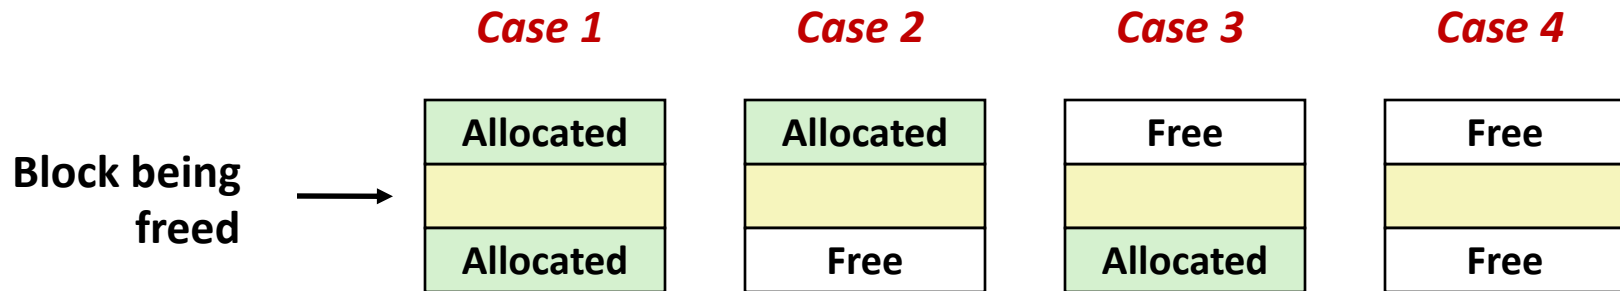 Case 1 Case 2 Case 3 Case 4
Allocated Allocated Free Free
Block being
freed
Allocated Free Allocated Free